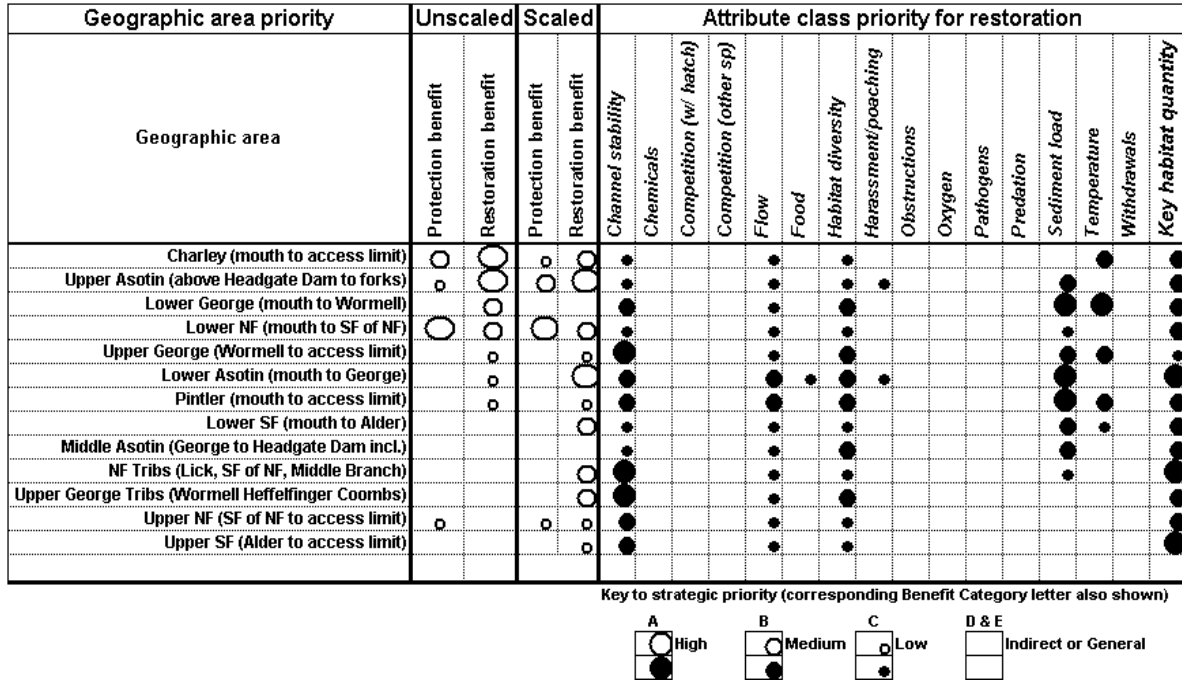 Geographic area priority Unscaled Scaled Attribute class priority for restoration
Geographic area
Protection benefit
Restoration benefit
Protection benefit
Restoration benefit
Channel stability
Chemicals
Competition (w/ hatch)
Competition (other sp)
Flow
Food
Habitat diversity
Harassment/poaching
Obstructions
Oxygen
Pathogens
Predation
Sediment load
Temperature
Withdrawals
Key habitat quantity
Charley (mouth to access limit)
Upper Asotin (above Headgate Dam to forks)
Lower George (mouth to Wormell)
Lower NF (mouth to SF of NF)
Upper George (Wormell to access limit)
Lower Asotin (mouth to George)
Pintler (mouth to access limit)
Lower SF (mouth to Alder)
Middle Asotin (George to Headgate Dam incl.)
NF Tribs (Lick, SF of NF, Middle Branch)
Upper George Tribs (Wormell Heffelfinger Coombs)
Upper NF (SF of NF to access limit)
Upper SF (Alder to access limit)
Key to strategic priority (corresponding Benefit Category letter also shown)
A B C D & E
High Medium Low Indirect or General